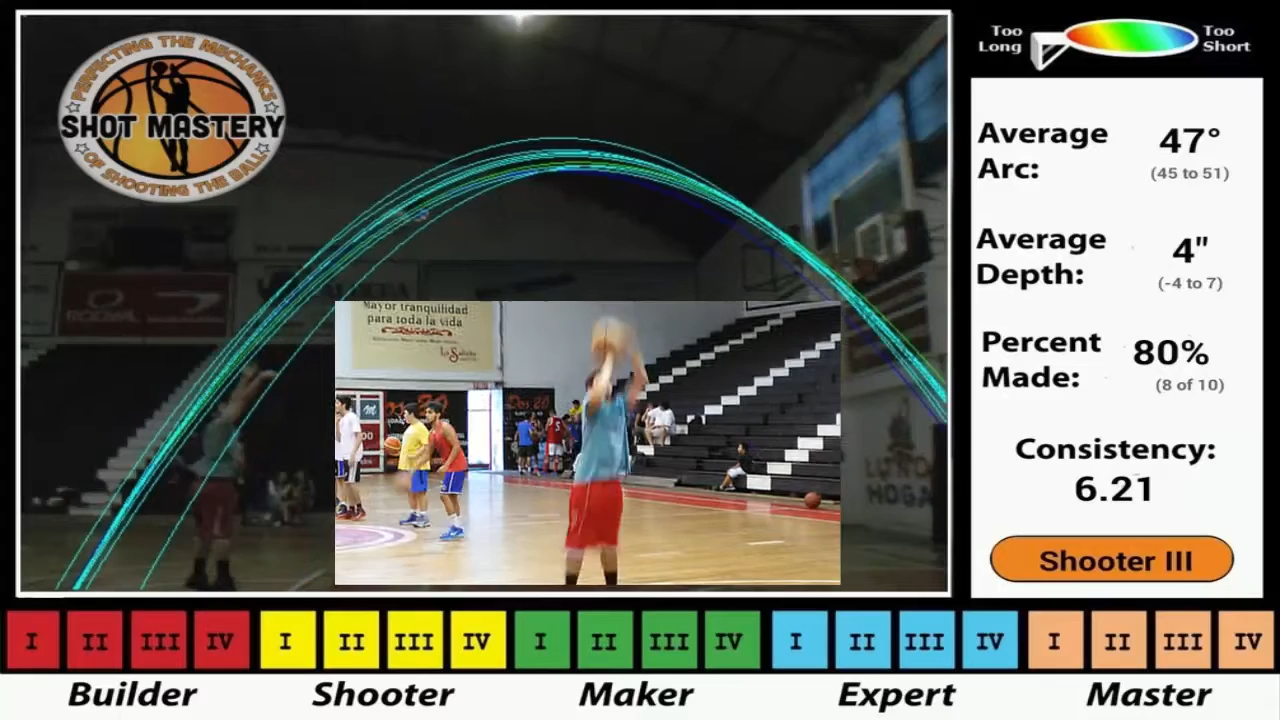 PERFECTING THE MECHANICS
SHOT MASTERY
OF SHOOTING THE BALL
Too Long
Too Short
Average Arc:
47°
(45 to 51)
Average Depth:
4"
(-4 to 7)
Percent Made:
80%
(8 of 10)
Consistency:
6.21
Shooter III
Mayor tranquilidad
para toda la vida
La Saleta
LUND
HOGA
I II III IV I II III IV I II III IV I II III IV I II III IV
Builder Shooter Maker Expert Master